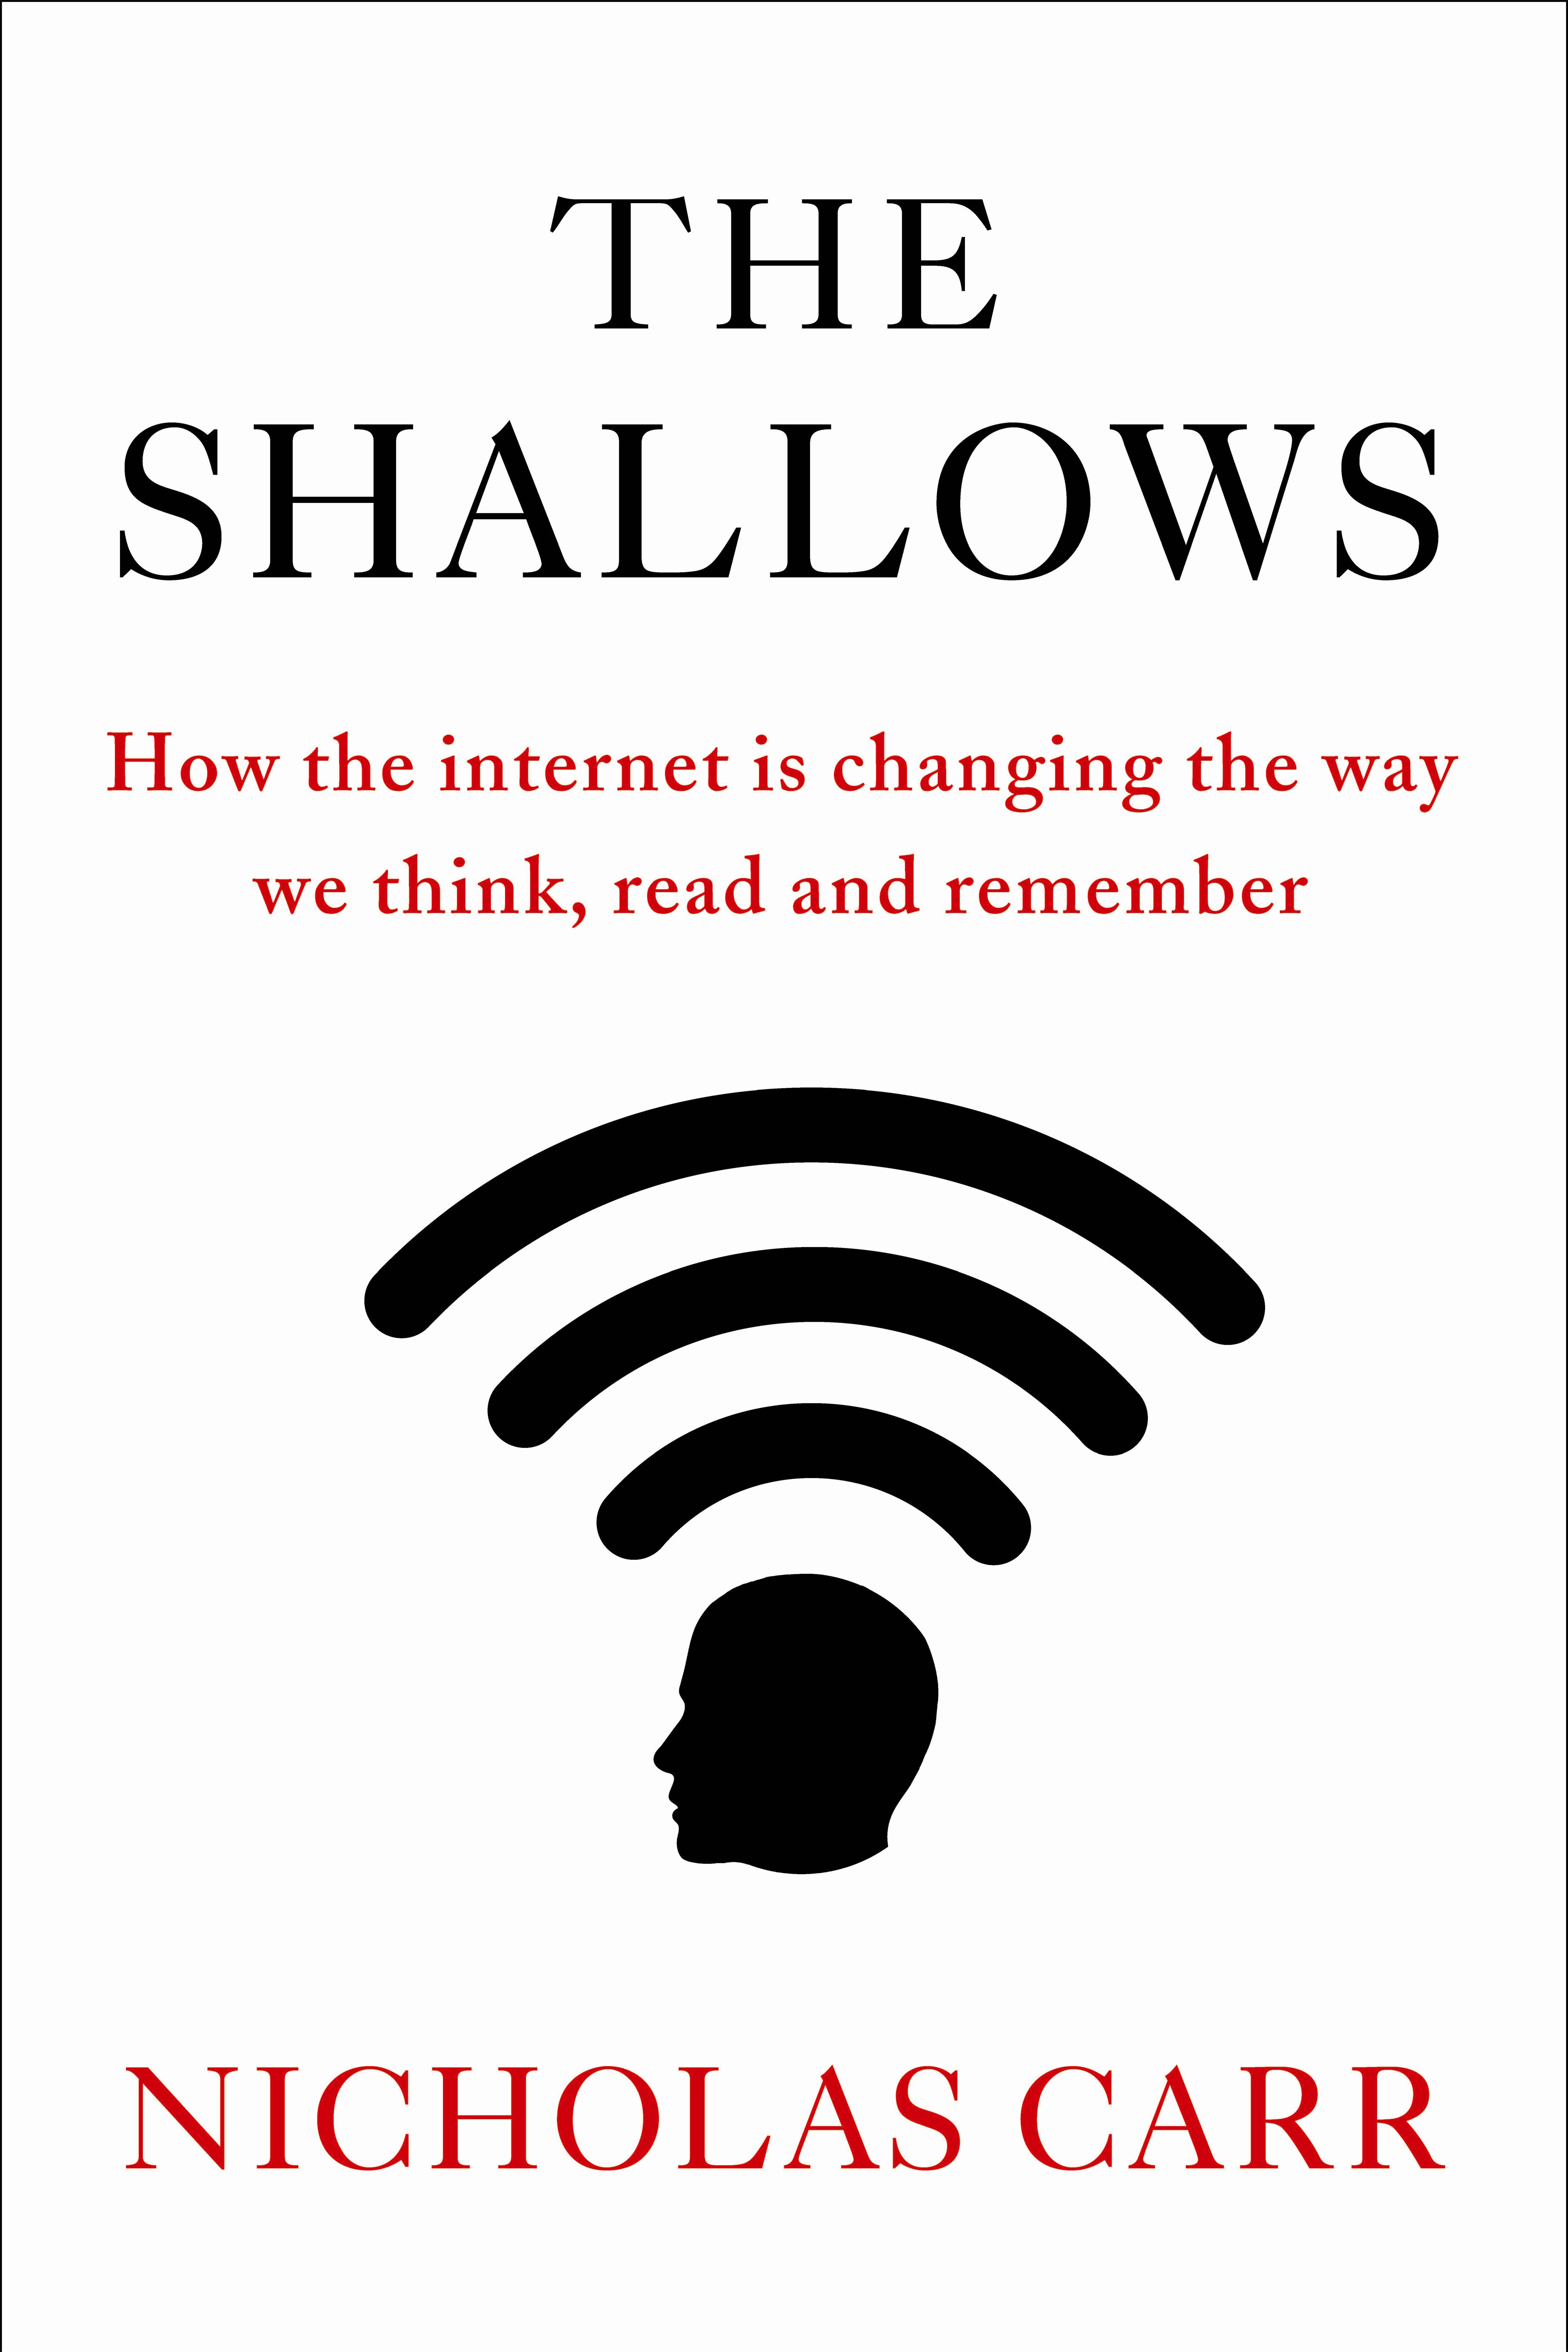 THE
SHALLOWS
How the internet is changing the way
we think, read and remember
NICHOLAS CARR